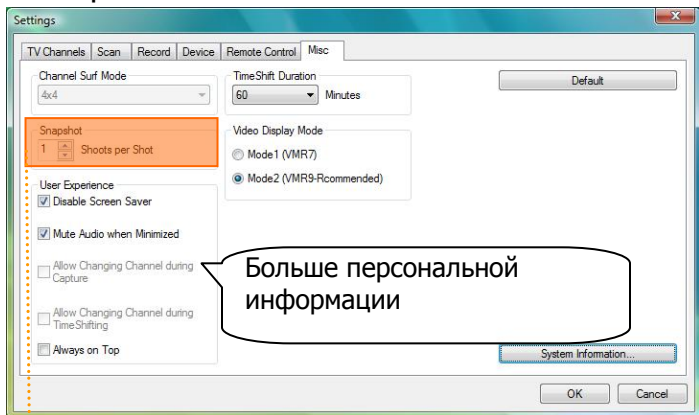 Settings
TV Channels Scan Record Device Remote Control Misc
Channel Surf Mode
4x4
TimeShift Duration
60 Minutes
Default
Snapshot
1 Shoots per Shot
Video Display Mode
Mode1 (VMR7)
Mode2 (VMR9-Rcommended)
User Experience
Disable Screen Saver
Mute Audio when Minimized
Allow Changing Channel during
Capture
Allow Changing Channel during
TimeShifting
Always on Top
Больше персональной
информации
System Information...
OK Cancel